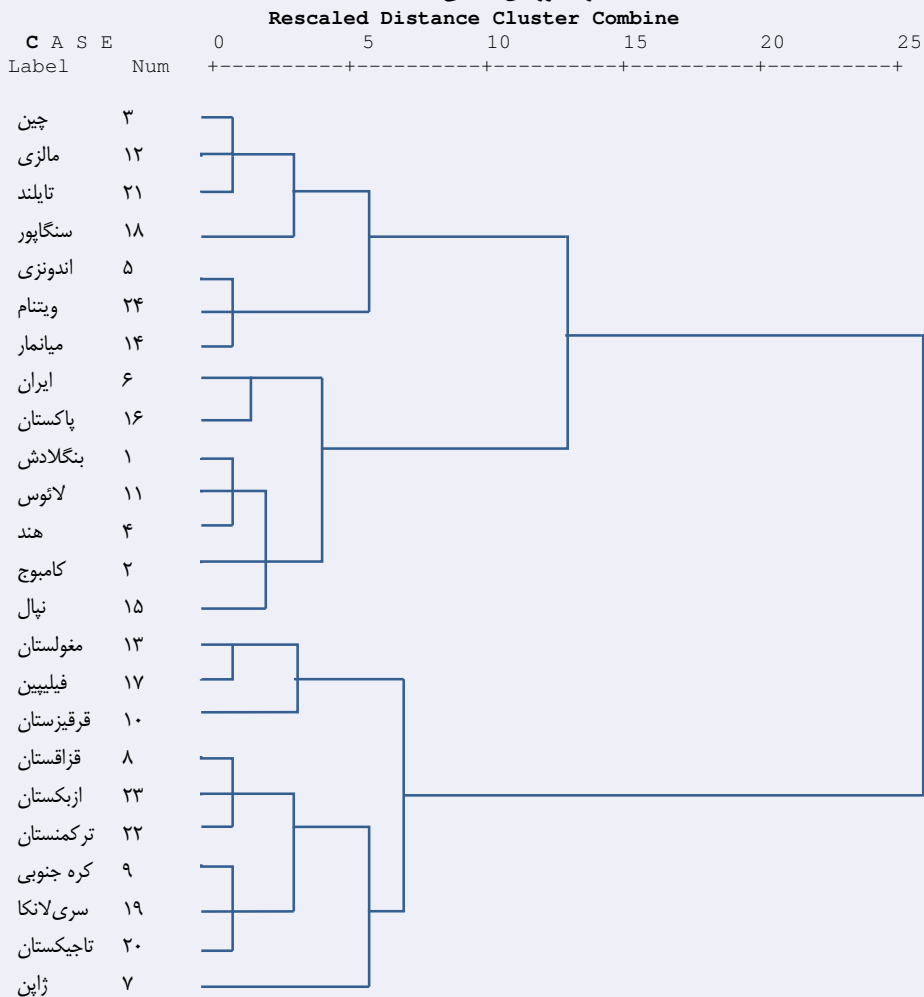 Rescaled Distance Cluster Combine
C A S E 0 5 10 15 20 25
Label Num +---------+---------+---------+---------+---------+
چین ۳
مالزی ۱۲
تایلند ۲۱
سنگاپور ۱۸
اندونزی ۵
ویتنام ۲۴
میانمار ۱۴
ایران ۶
پاکستان ۱۶
بنگلادش ۱
لائوس ۱۱
هند ۴
کامبوج ۲
نپال ۱۵
مغولستان ۱۳
فیلیپین ۱۷
قرقیزستان ۱۰
قزاقستان ۸
ازبکستان ۲۳
ترکمنستان ۲۲
کره جنوبی ۹
سری‌لانکا ۱۹
تاجیکستان ۲۰
ژاپن ۷